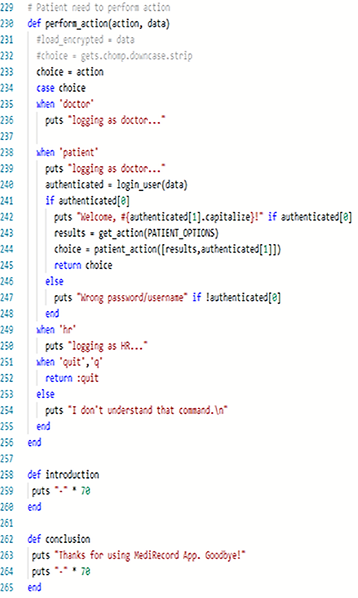 229 # Patient need to perform action
230 def perform_action(action, data)
231 #load_encrypted = data
232 #choice = gets.chomp.downcase.strip
233 choice = action
234 case choice
235 when 'doctor'
236 puts "logging as doctor..."
237
238 when 'patient'
239 puts "logging as doctor..."
240 authenticated = login_user(data)
241 if authenticated[0]
242 puts "Welcome, #{authenticated[1].capitalize}!" if authenticated[0]
243 results = get_action(PATIENT_OPTIONS)
244 choice = patient_action([results,authenticated[1]])
245 return choice
246 else
247 puts "Wrong password/username" if !authenticated[0]
248 end
249 when 'hr'
250 puts "logging as HR..."
251 when 'quit','q'
252 return :quit
253 else
254 puts "I don't understand that command.\n"
255 end
256 end
257
258 def introduction
259 puts "-" * 70
260 end
261
262 def conclusion
263 puts "Thanks for using MediRecord App. Goodbye!"
264 puts "-" * 70
265 end